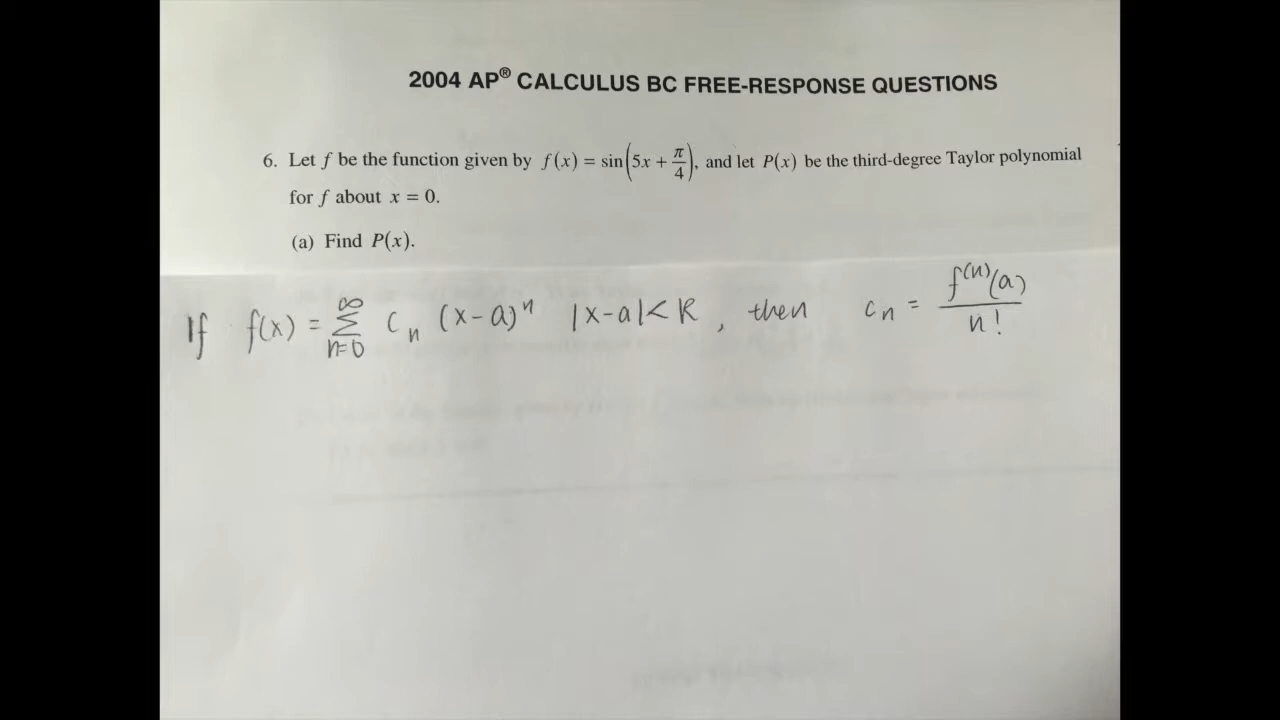 2004 AP® CALCULUS BC FREE-RESPONSE QUESTIONS
6. Let f be the function given by f(x) = sin(5x + π/4), and let P(x) be the third-degree Taylor polynomial
for f about x = 0.
(a) Find P(x).
If f(x) = ∑_{n=0}^{∞} c_n (x-a)^n |x-a| < R, then c_n = f^{(n)}(a)/n!